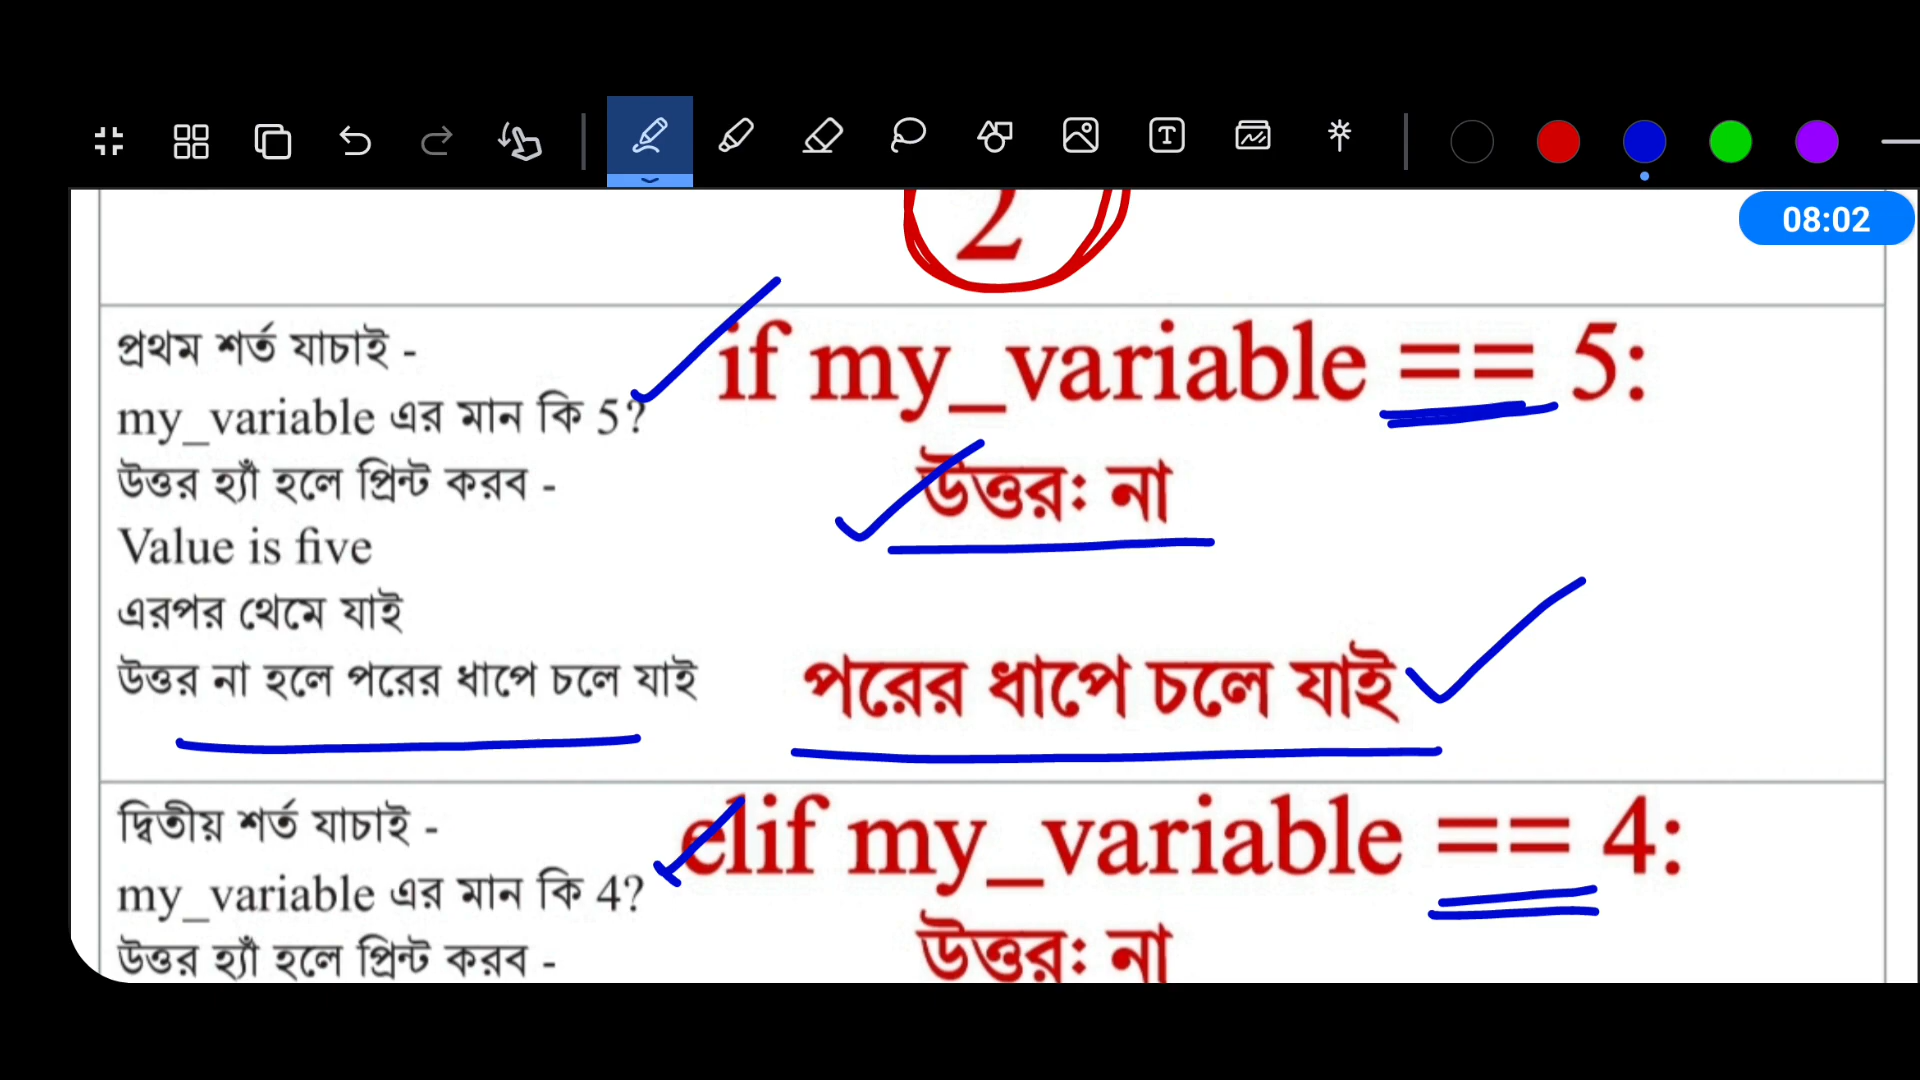 08:02
2
প্রথম শর্ত যাচাই -
my_variable এর মান কি 5?
উত্তর হ্যাঁ হলে প্রিন্ট করব -
Value is five
এরপর থেমে যাই
উত্তর না হলে পরের ধাপে চলে যাই
if my_variable == 5:
উত্তরঃ না
পরের ধাপে চলে যাই
দ্বিতীয় শর্ত যাচাই -
my_variable এর মান কি 4?
উত্তর হ্যাঁ হলে প্রিন্ট করব -
elif my_variable == 4:
উত্তরঃ না